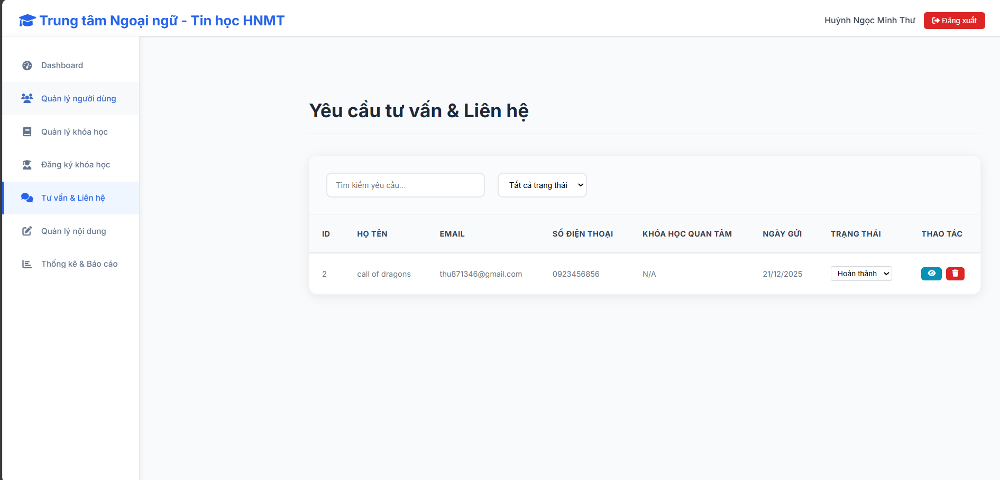 Trung tâm Ngoại ngữ - Tin học HNMT
Huỳnh Ngọc Minh Thư
Đăng xuất
Dashboard
Quản lý người dùng
Quản lý khóa học
Đăng ký khóa học
Tư vấn & Liên hệ
Quản lý nội dung
Thống kê & Báo cáo
Yêu cầu tư vấn & Liên hệ
Tìm kiếm yêu cầu...
Tất cả trạng thái
ID HỌ TÊN EMAIL SỐ ĐIỆN THOẠI KHÓA HỌC QUAN TÂM NGÀY GỬI TRẠNG THÁI THAO TÁC
2 call of dragons thu871346@gmail.com 0923456856 N/A 21/12/2025 Hoàn thành